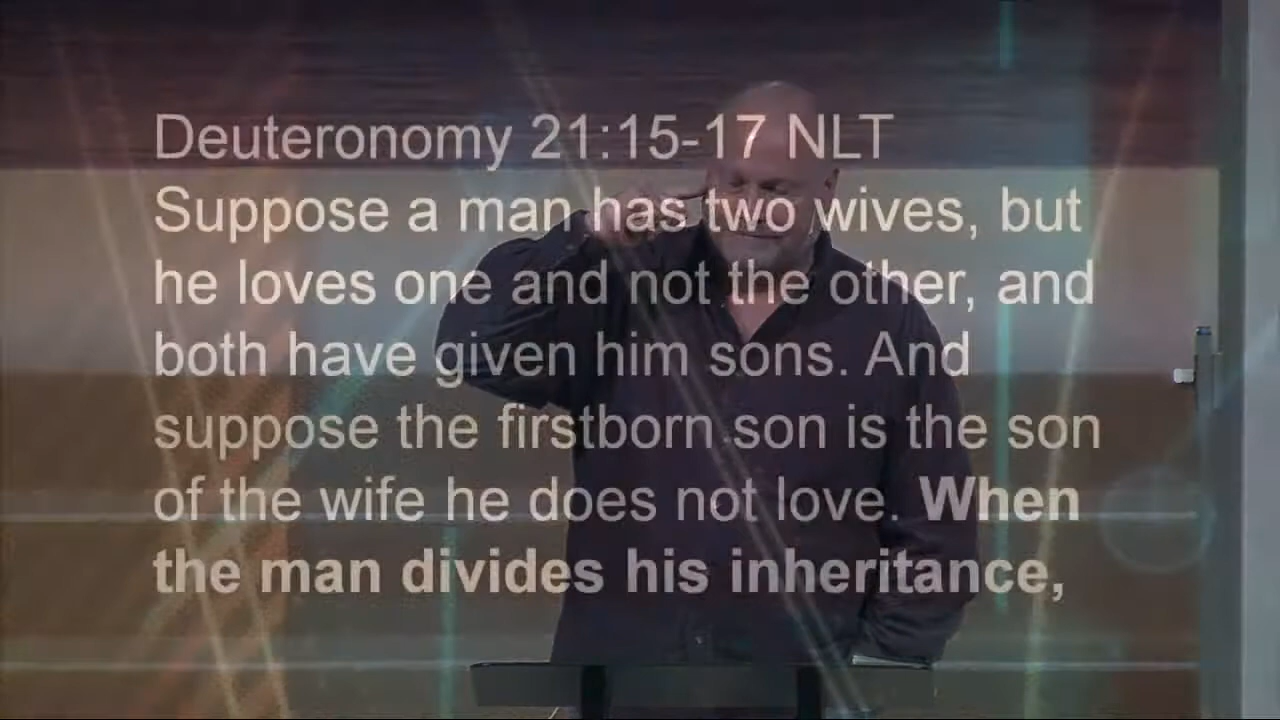 Deuteronomy 21:15-17 NLT
Suppose a man has two wives, but
he loves one and not the other, and
both have given him sons. And
suppose the firstborn son is the son
of the wife he does not love. When
the man divides his inheritance,